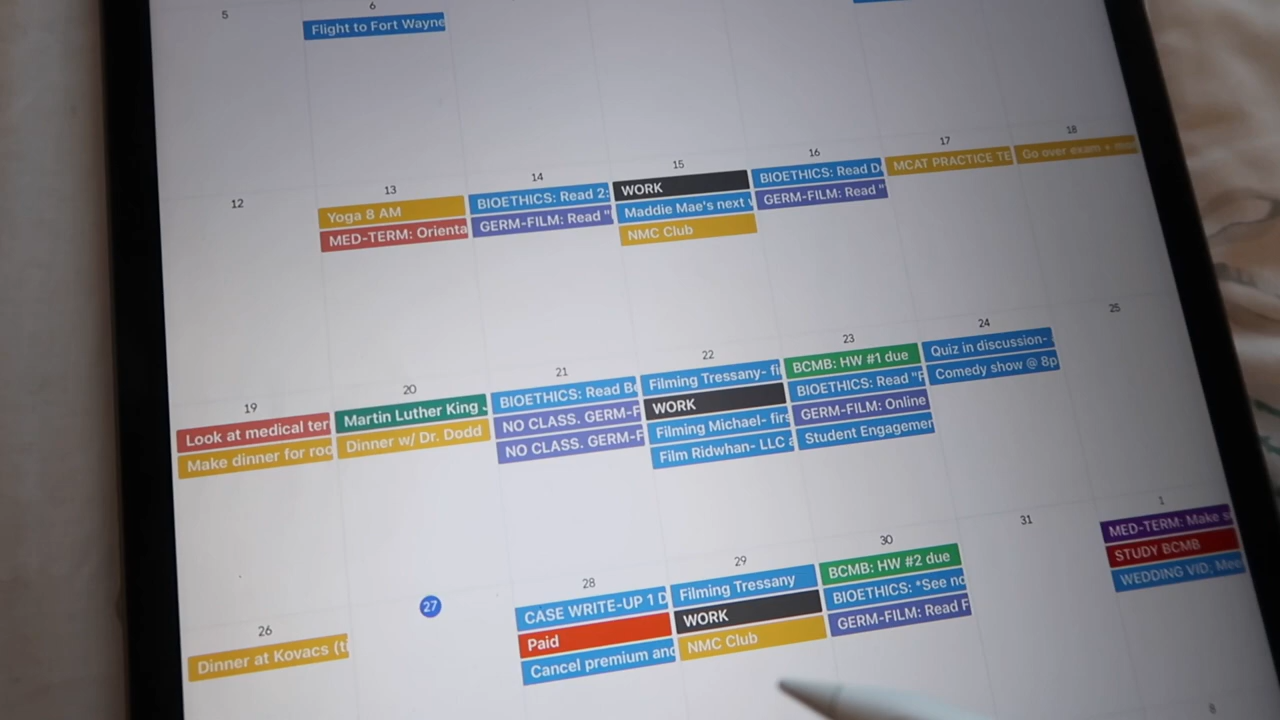 5
6
Flight to Fort Wayne
12
13
Yoga 8 AM
MED-TERM: Orienta
14
BIOETHICS: Read 2:
GERM-FILM: Read "
15
WORK
Maddie Mae's next
NMC Club
16
BIOETHICS: Read D
GERM-FILM: Read "
17
MCAT PRACTICE TE
18
Go over exam +
19
Look at medical ter
Make dinner for roo
20
Martin Luther King
Dinner w/ Dr. Dodd
21
BIOETHICS: Read Be
NO CLASS. GERM-F
NO CLASS. GERM-F
22
Filming Tressany- fi
WORK
Filming Michael- firs
Film Ridwhan- LLC a
23
BCMB: HW #1 due
BIOETHICS: Read "F
GERM-FILM: Online
Student Engagemen
24
Quiz in discussion-
Comedy show @ 8p
25
26
Dinner at Kovacs (ti
27
28
CASE WRITE-UP 1 D
Paid
Cancel premium and
29
Filming Tressany
WORK
NMC Club
30
BCMB: HW #2 due
BIOETHICS: *See no
GERM-FILM: Read F
31
1
MED-TERM: Make s
STUDY BCMB
WEDDING VID, Mee
8